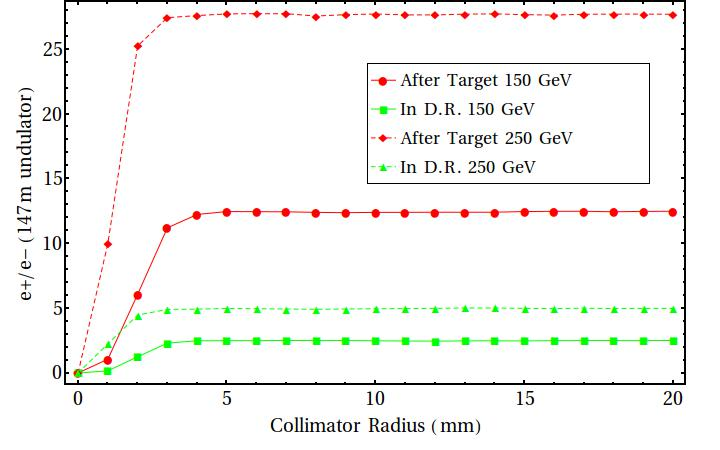 25
20
15
10
5
0
e+/e− (147m undulator)
After Target 150 GeV
In D.R. 150 GeV
After Target 250 GeV
In D.R. 250 GeV
0 5 10 15 20
Collimator Radius (mm)